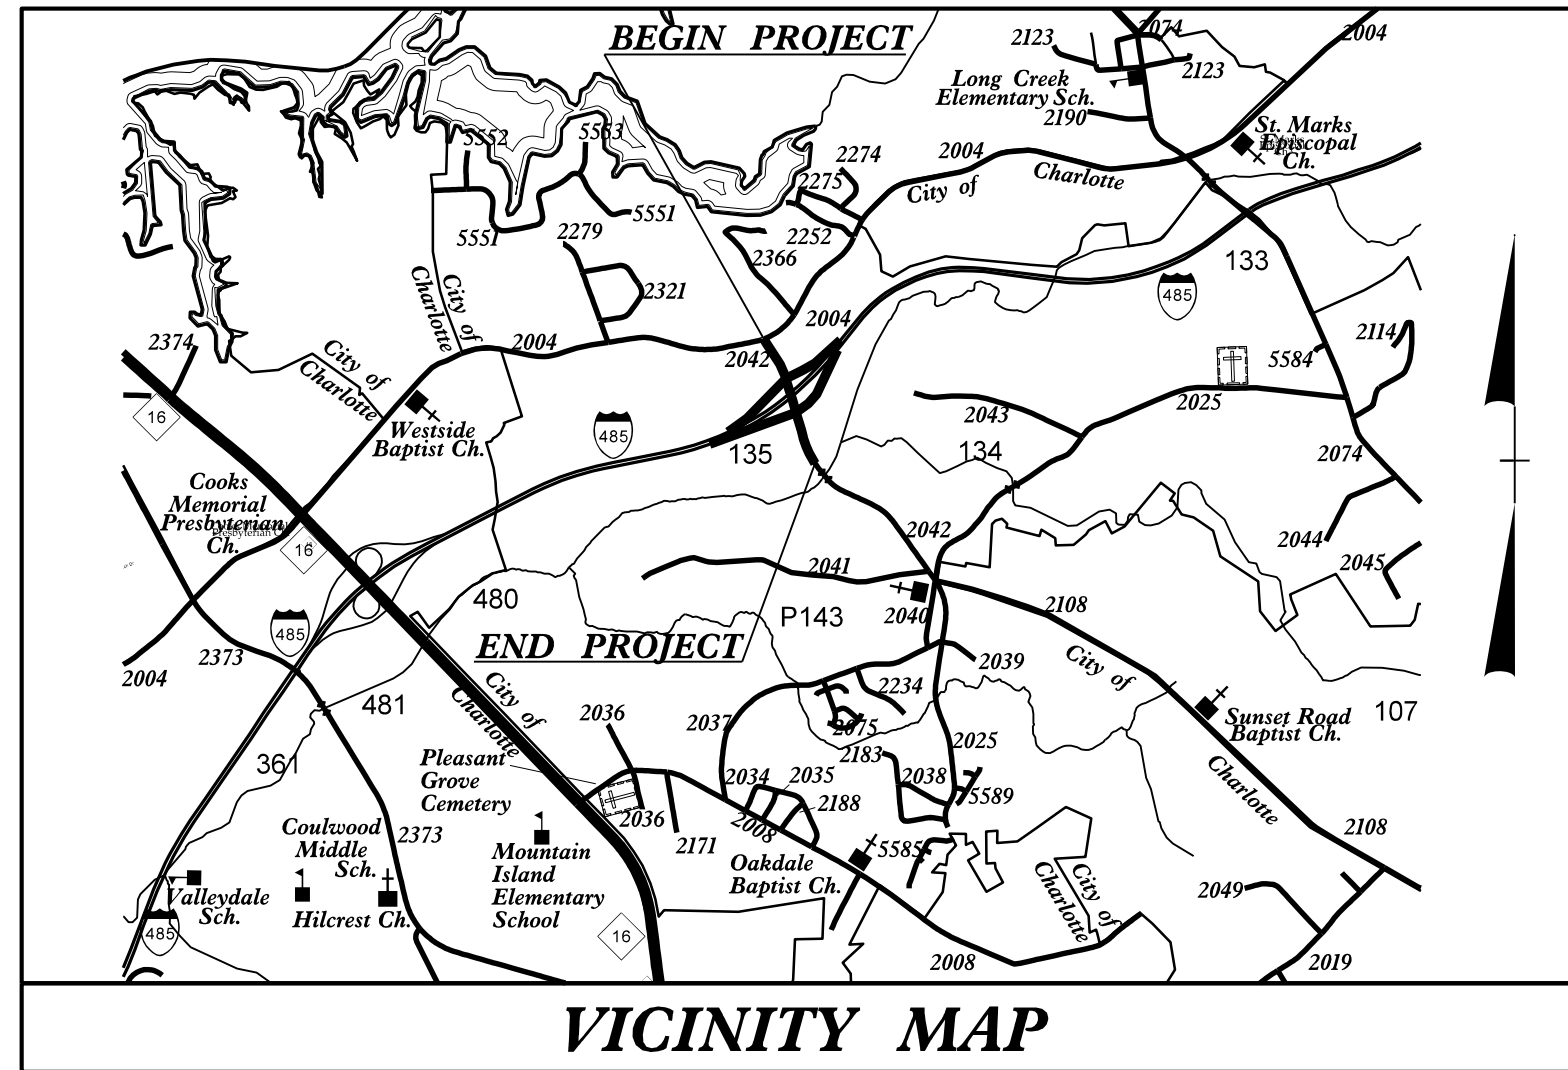 BEGIN PROJECT
2074
2004
2123
2123
Long Creek
Elementary Sch.
2190
St. Marks
Episcopal
Ch.
5552
5553
2274
2004
2275
City of
Charlotte
5551
5551
2279
2252
2366
133
485
City of
Charlotte
2321
2004
2374
2004
2042
2114
5584
City of
Charlotte
16
2025
2043
485
Westside
Baptist Ch.
135
134
2074
Cooks
Memorial
Presbyterian
Ch.
16
2042
2044
2041
2045
480
P143
2040
2108
485
END PROJECT
2373
2004
2039
City of
2234
City of
Charlotte
481
2036
2037
2075
Sunset Road
Baptist Ch.
107
2025
2183
361
Pleasant
Grove
Cemetery
2034
2035
2038
5589
Charlotte
2188
2036
2008
2108
Coulwood
Middle
Sch.
2373
2171
Mountain
Island
Elementary
School
Oakdale
Baptist Ch.
5585
City of
Charlotte
2049
Valleydale
Sch.
Hilcrest Ch.
485
16
2008
2019
VICINITY MAP